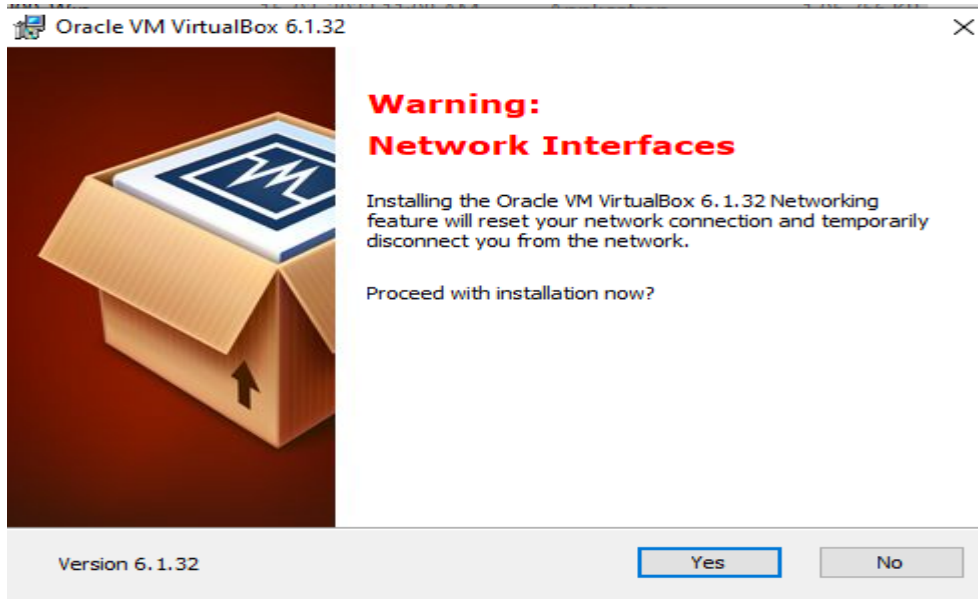 Oracle VM VirtualBox 6.1.32
Warning:
Network Interfaces
Installing the Oracle VM VirtualBox 6.1.32 Networking
feature will reset your network connection and temporarily
disconnect you from the network.
Proceed with installation now?
Version 6.1.32
Yes
No